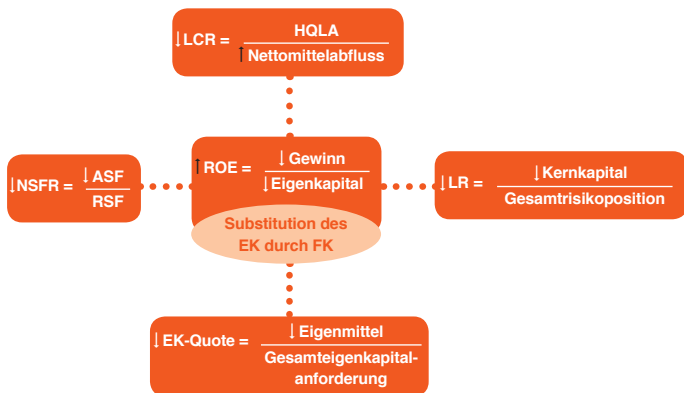 ↓LCR = HQLA
↑Nettomittelabfluss
↑ROE = ↓Gewinn
↓Eigenkapital
Substitution des
EK durch FK
↓NSFR = ↓ASF
RSF
↓LR = ↓Kernkapital
Gesamtrisikoposition
↓EK-Quote = ↓Eigenmittel
Gesamteigenkapital-
anforderung